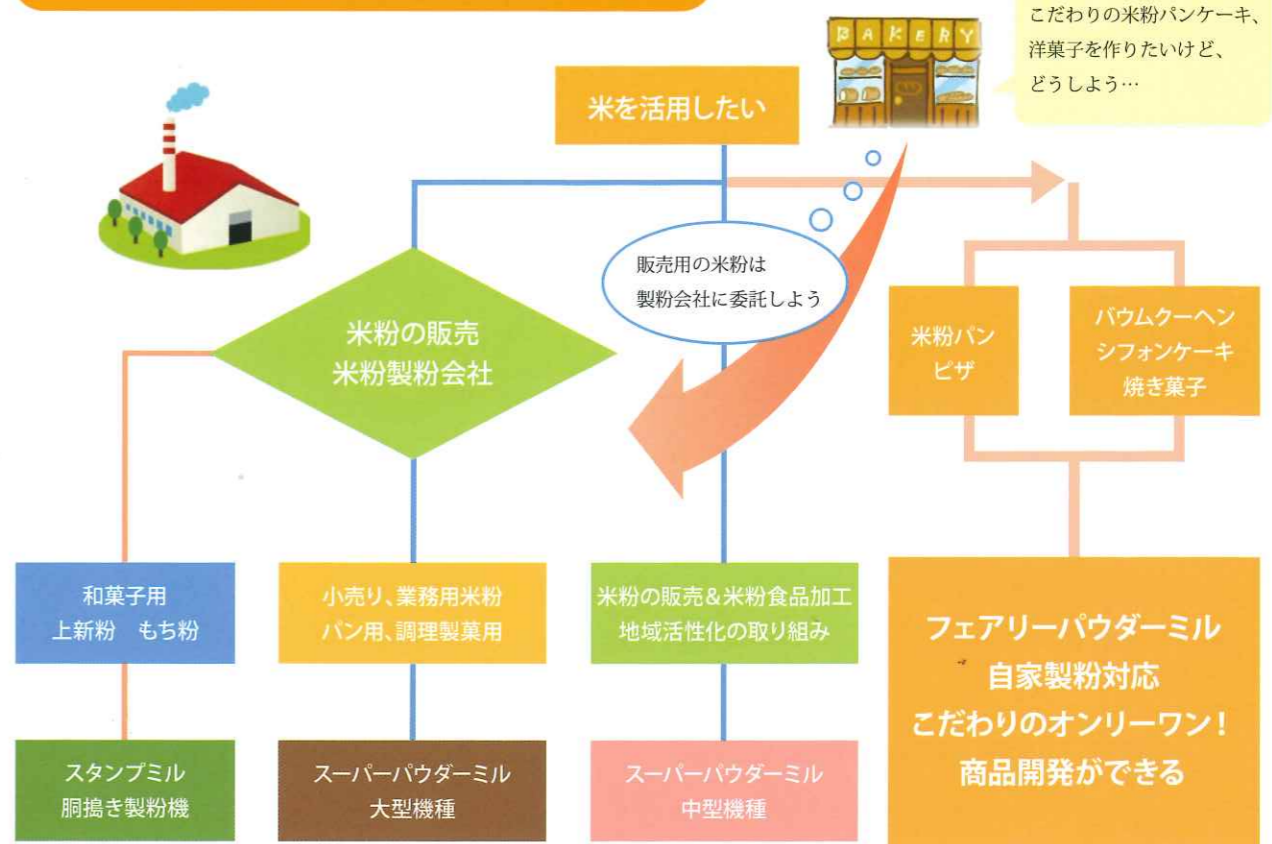 BAKERY
こだわりの米粉パンケーキ、
洋菓子を作りたいけど、
どうしよう…
米を活用したい
販売用の米粉は
製粉会社に委託しよう
米粉の販売
米粉製粉会社
米粉パン
ピザ
バウムクーヘン
シフォンケーキ
焼き菓子
和菓子用
上新粉　もち粉
小売り、業務用米粉
パン用、調理製菓用
米粉の販売&米粉食品加工
地域活性化の取り組み
フェアリーパウダーミル
自家製粉対応
こだわりのオンリーワン！
商品開発ができる
スタンプミル
胴搗き製粉機
スーパーパウダーミル
大型機種
スーパーパウダーミル
中型機種